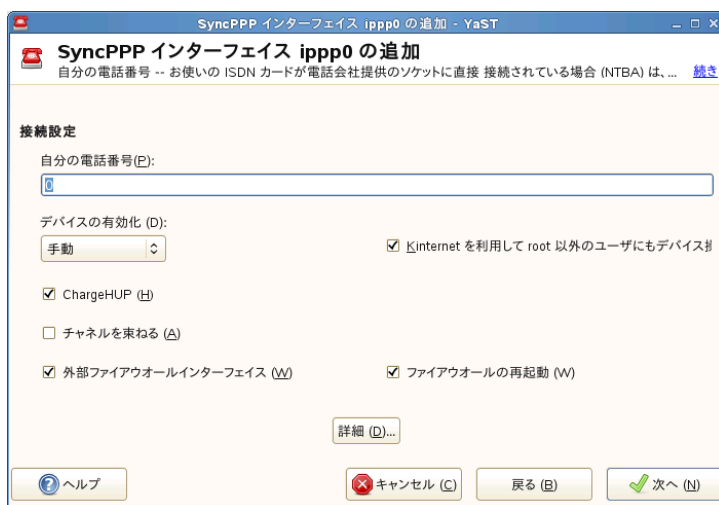 SyncPPP インターフェイス ippp0 の追加 - YaST
SyncPPP インターフェイス ippp0 の追加
自分の電話番号 -- お使いの ISDN カードが電話会社提供のソケットに直接 接続されている場合 (NTBA) は、... 続き
接続設定
自分の電話番号(P):
0
デバイスの有効化 (D):
手動
Kinternet を利用して root 以外のユーザにもデバイス
ChargeHUP (H)
チャネルを束ねる (A)
外部ファイアウオールインターフェイス (W)
ファイアウオールの再起動 (W)
詳細 (D)...
ヘルプ
キャンセル (C)
戻る (B)
次へ (N)